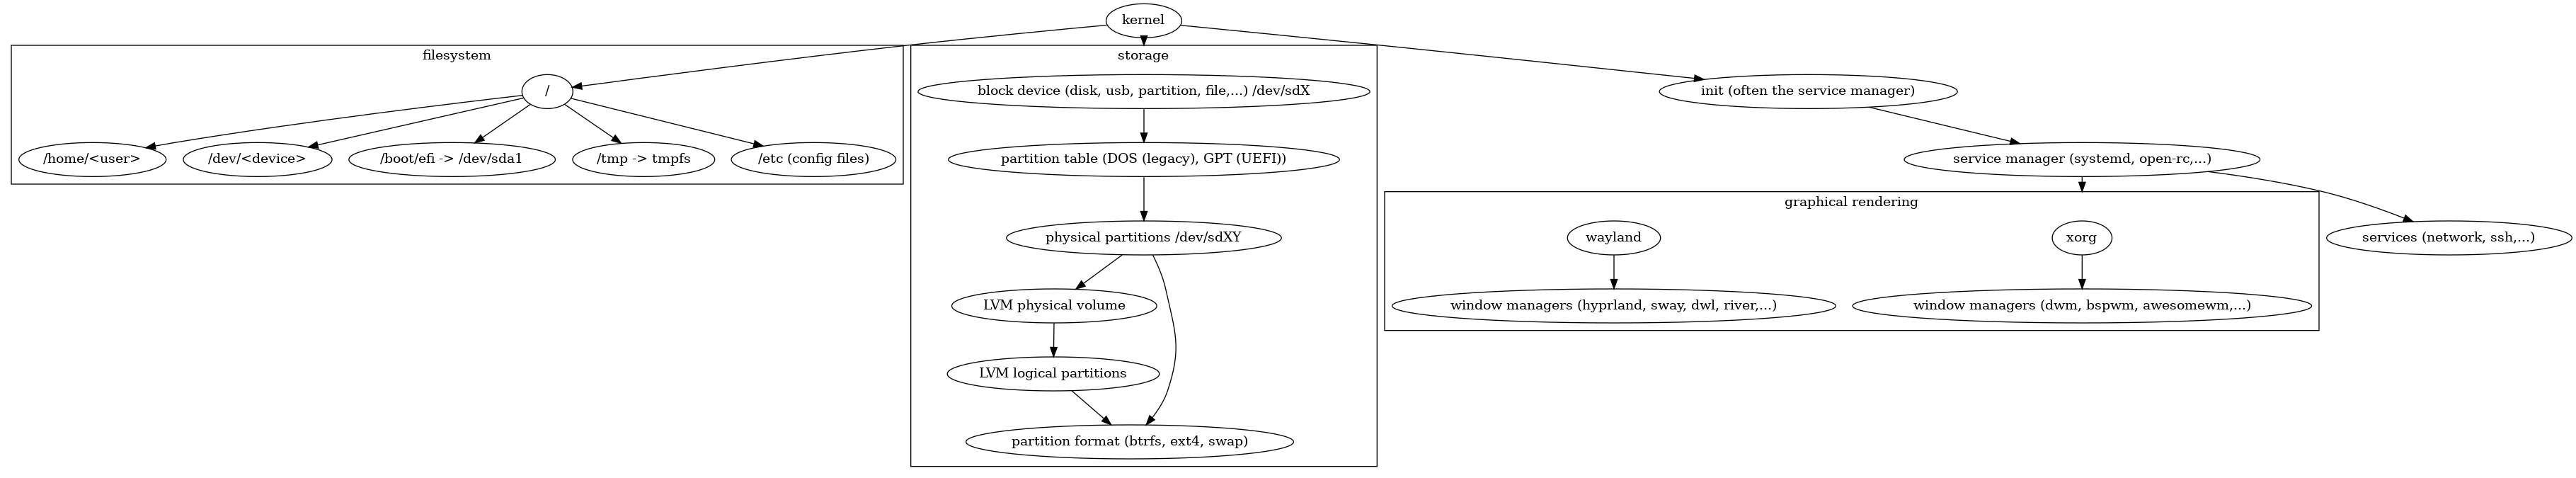 kernel
filesystem
storage
/
block device (disk, usb, partition, file,...) /dev/sdX
init (often the service manager)
/home/<user>
/dev/<device>
/boot/efi -> /dev/sda1
/tmp -> tmpfs
/etc (config files)
partition table (DOS (legacy), GPT (UEFI))
service manager (systemd, open-rc,...)
graphical rendering
physical partitions /dev/sdXY
wayland
xorg
services (network, ssh,...)
LVM physical volume
window managers (hyprland, sway, dwl, river,...)
window managers (dwm, bspwm, awesomewm,...)
LVM logical partitions
partition format (btrfs, ext4, swap)